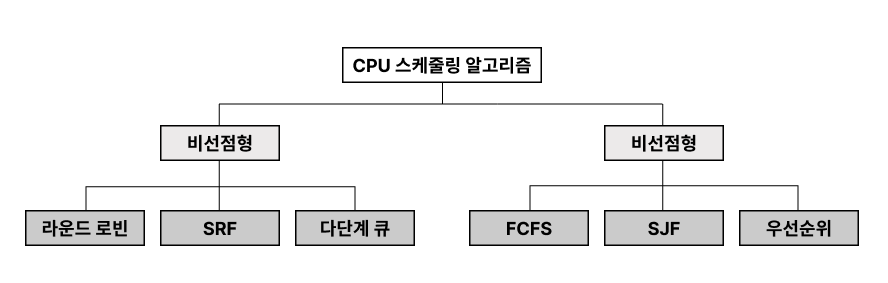 CPU 스케줄링 알고리즘
비선점형
비선점형
라운드 로빈
SRF
다단계 큐
FCFS
SJF
우선순위